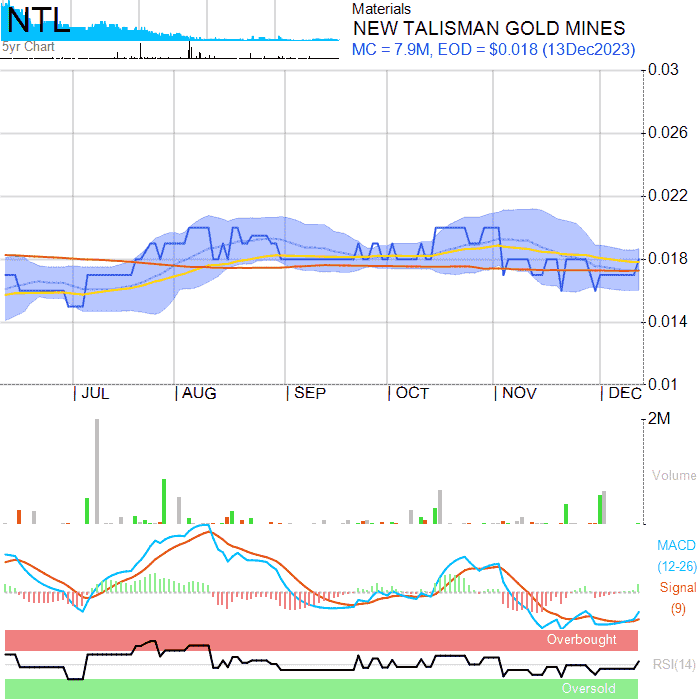 NTL
5yr Chart
Materials
NEW TALISMAN GOLD MINES
MC = 7.9M, EOD = $0.018 (13Dec2023)
0.03
0.026
0.022
0.018
0.014
0.01
JUL AUG SEP OCT NOV DEC
2M
Volume
MACD
(12-26)
Signal
(9)
Overbought
RSI(14)
Oversold